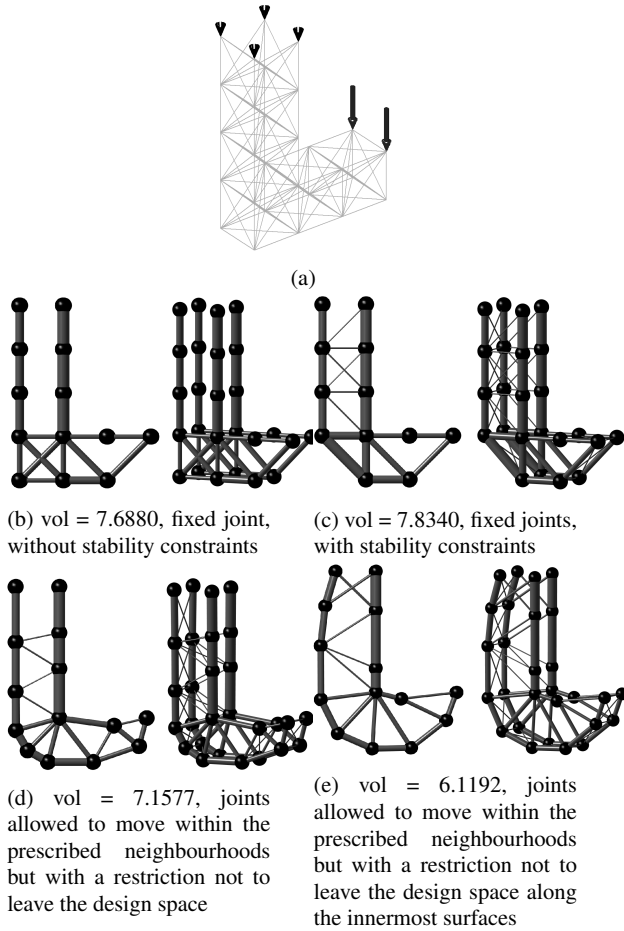 (a)
(b) vol = 7.6880, fixed joint,
without stability constraints
(c) vol = 7.8340, fixed joints,
with stability constraints
(d) vol = 7.1577, joints
allowed to move within the
prescribed neighbourhoods
but with a restriction not to
leave the design space
(e) vol = 6.1192, joints
allowed to move within the
prescribed neighbourhoods
but with a restriction not to
leave the design space along
the innermost surfaces